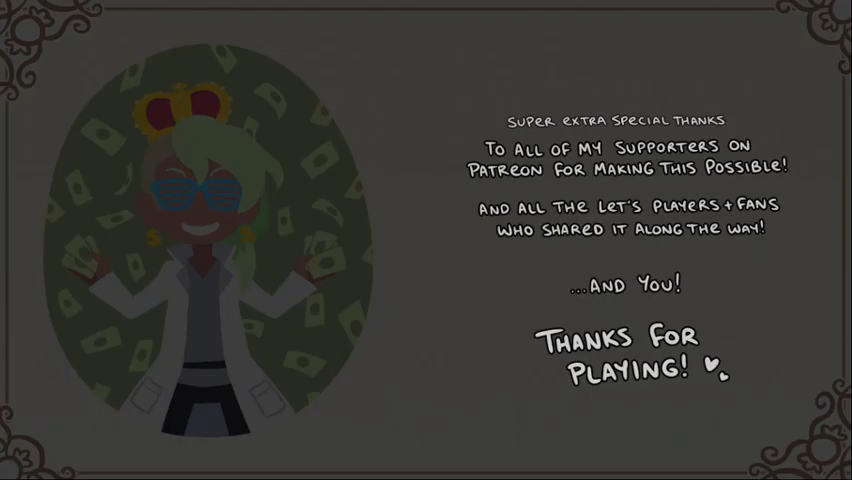 SUPER EXTRA SPECIAL THANKS
TO ALL OF MY SUPPORTERS ON
PATREON FOR MAKING THIS POSSIBLE!
AND ALL THE LET'S PLAYERS + FANS
WHO SHARED IT ALONG THE WAY!
...AND YOU!
THANKS FOR
PLAYING!